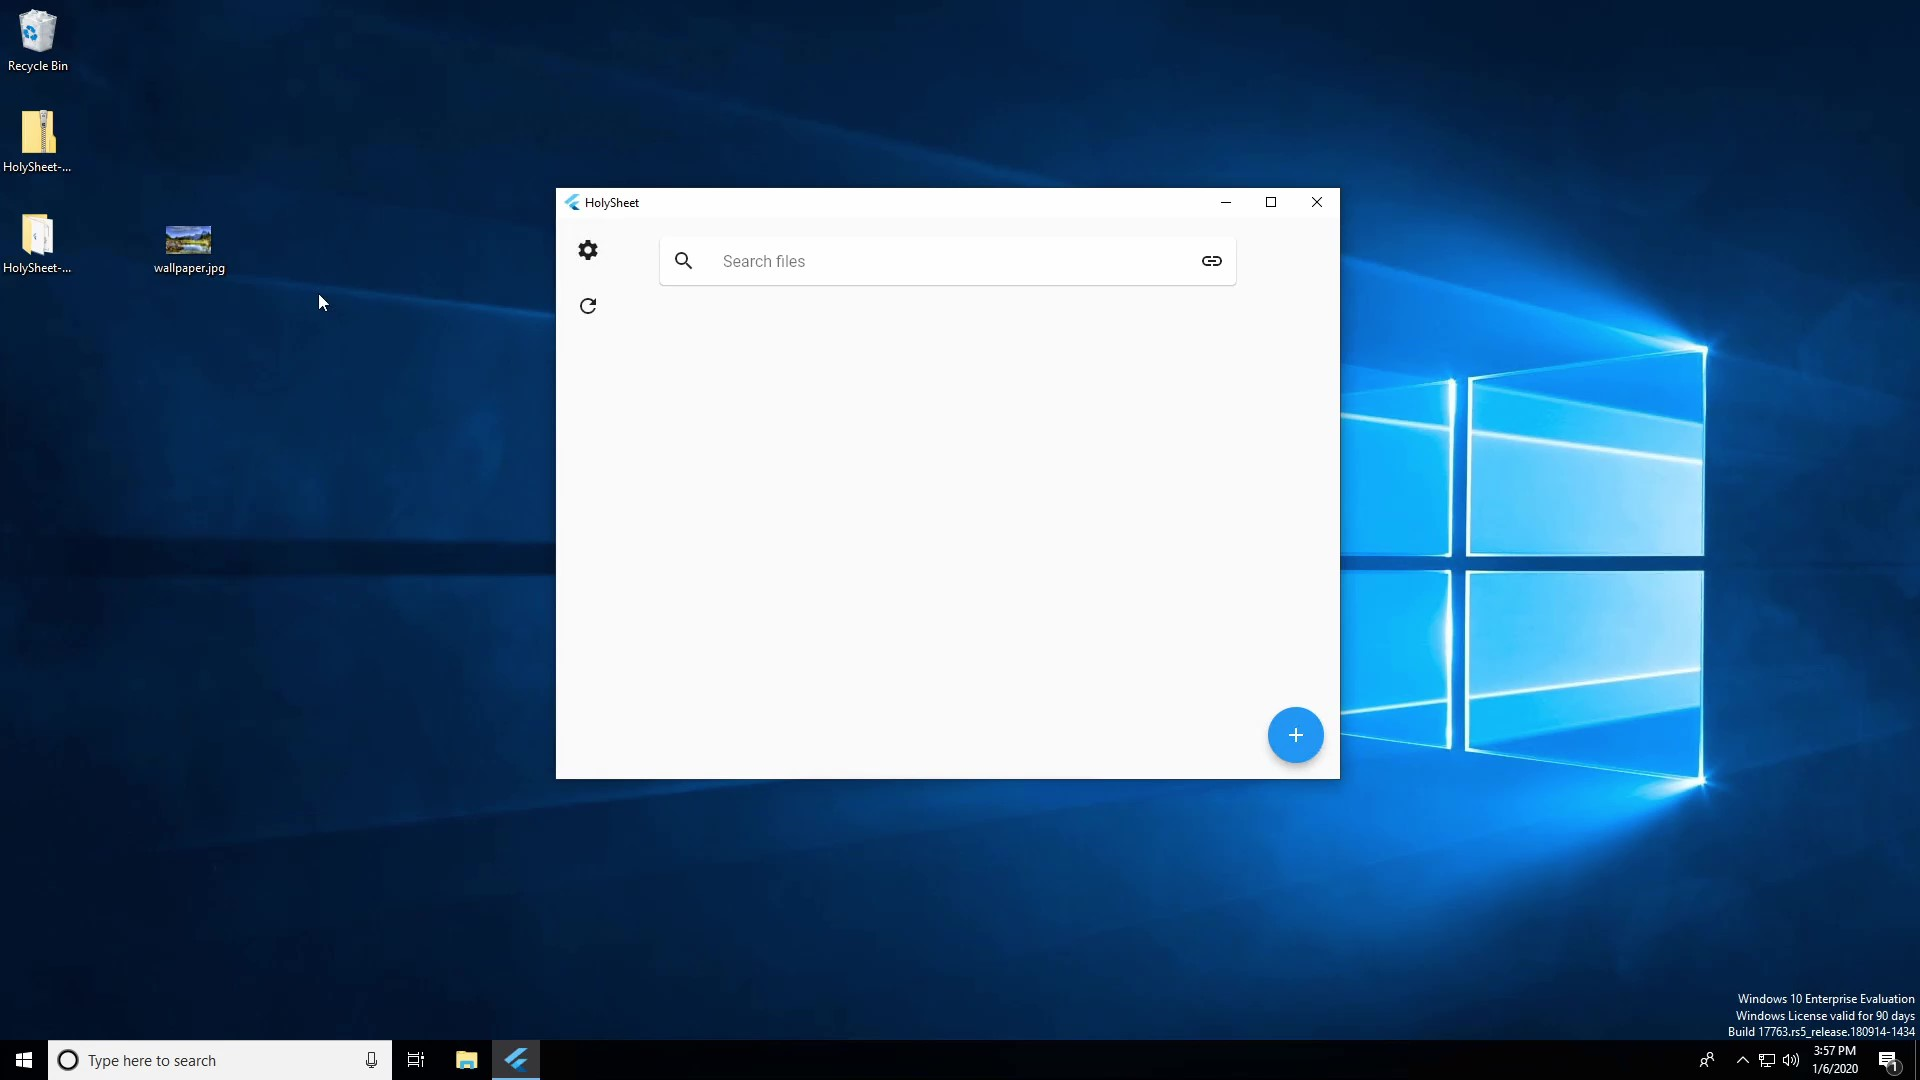 Recycle Bin
HolySheet-...
HolySheet-...
wallpaper.jpg
HolySheet
Search files
Windows 10 Enterprise Evaluation
Windows License valid for 90 days
Build 17763.rs5_release.180914-1434
Type here to search
3:57 PM
1/6/2020
1